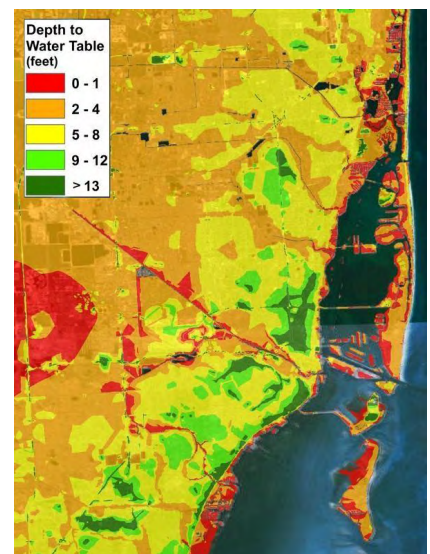 Depth to
Water Table
(feet)
0 - 1
2 - 4
5 - 8
9 - 12
> 13